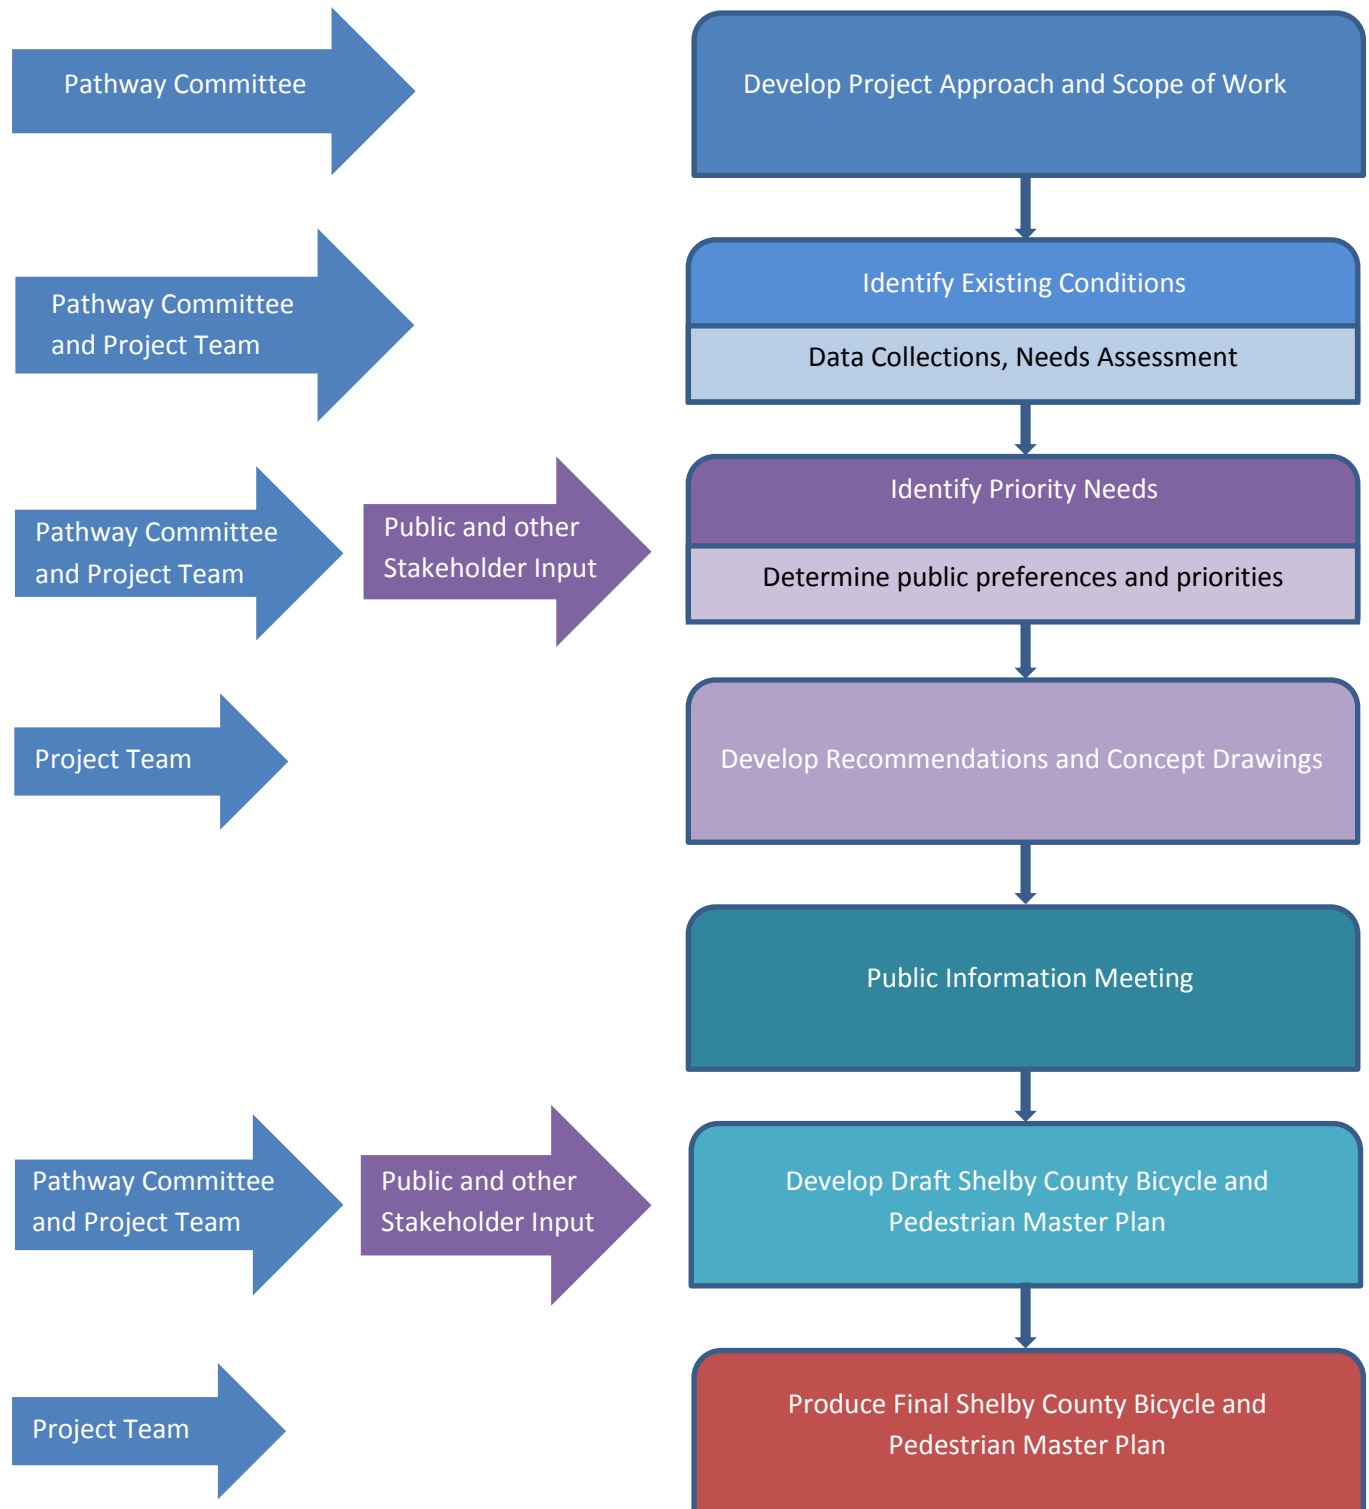 Pathway Committee
Develop Project Approach and Scope of Work
Pathway Committee
and Project Team
Identify Existing Conditions
Data Collections, Needs Assessment
Pathway Committee
and Project Team
Public and other
Stakeholder Input
Identify Priority Needs
Determine public preferences and priorities
Project Team
Develop Recommendations and Concept Drawings
Public Information Meeting
Pathway Committee
and Project Team
Public and other
Stakeholder Input
Develop Draft Shelby County Bicycle and
Pedestrian Master Plan
Project Team
Produce Final Shelby County Bicycle and
Pedestrian Master Plan